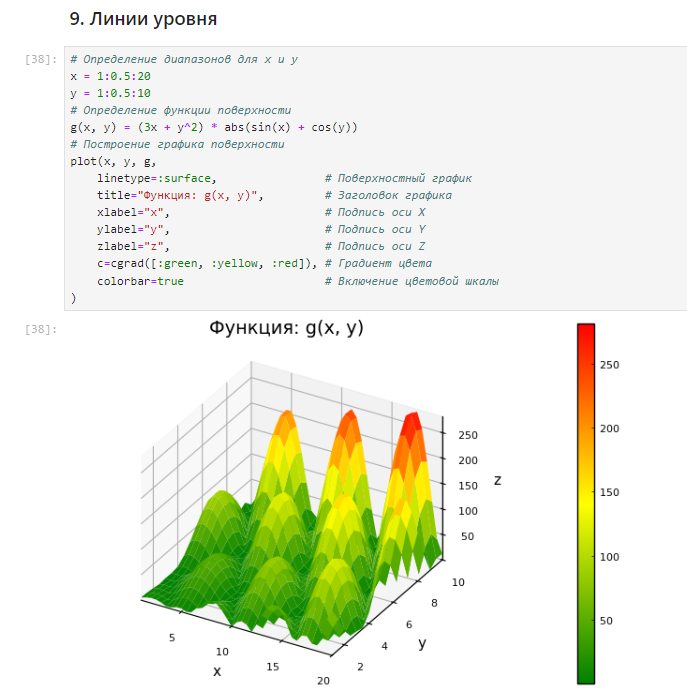 9. Линии уровня
[38]:
# Определение диапазонов для x и y
x = 1:0.5:20
y = 1:0.5:10
# Определение функции поверхности
g(x, y) = (3x + y^2) * abs(sin(x) + cos(y))
# Построение графика поверхности
plot(x, y, g,
    linetype=:surface,                # Поверхностный график
    title="Функция: g(x, y)",         # Заголовок графика
    xlabel="x",                       # Подпись оси X
    ylabel="y",                       # Подпись оси Y
    zlabel="z",                       # Подпись оси Z
    c=cgrad([:green, :yellow, :red]), # Градиент цвета
    colorbar=true                     # Включение цветовой шкалы
)
[38]:
Функция: g(x, y)
250
200
150
100
50
z
5
10
15
20
x
2
4
6
8
10
y
250
200
150
100
50